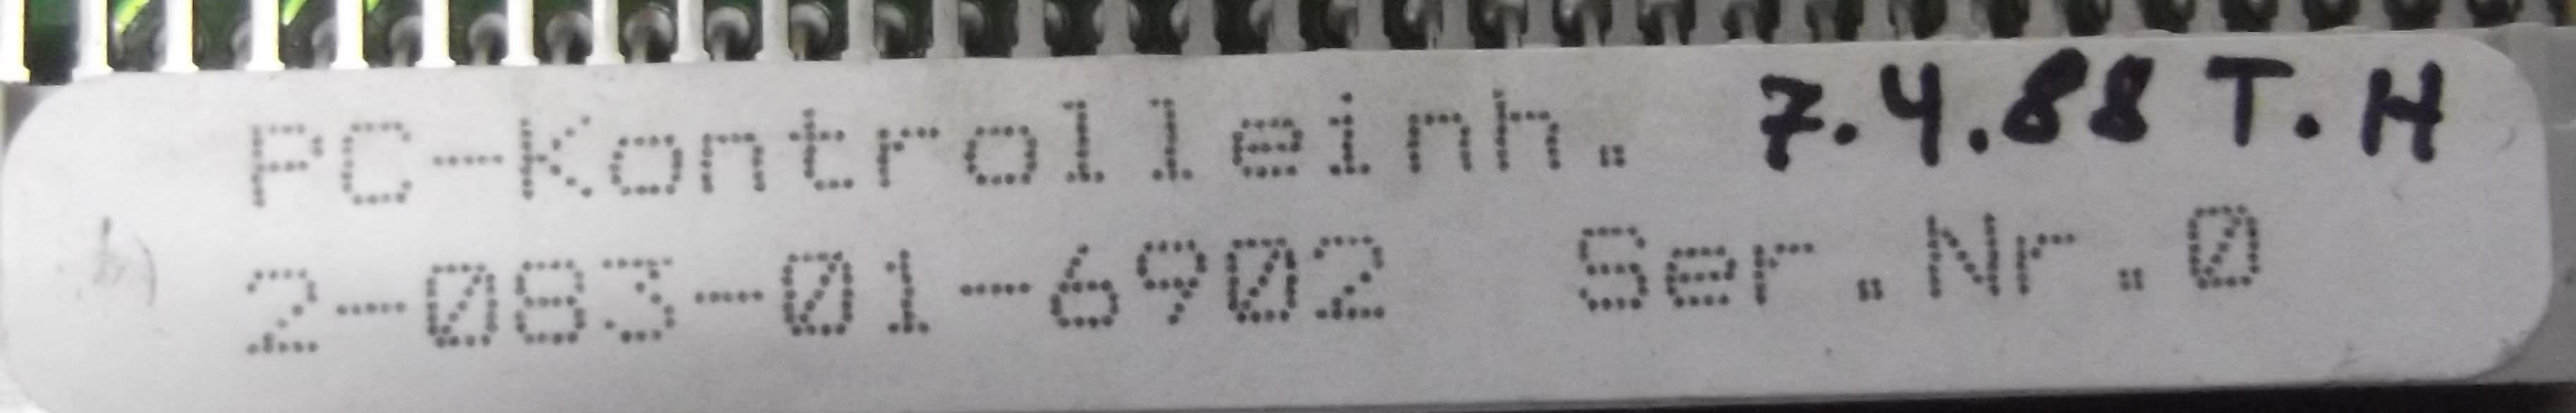 PC-Kontrolleinh. 7.4.88 T.H
2-083-01-6902 Ser.Nr.0